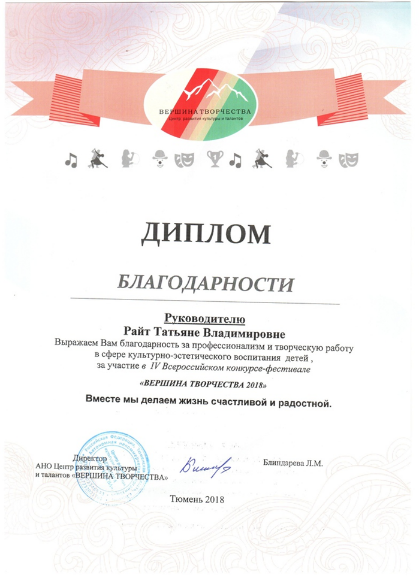 ВЕРШИНА ТВОРЧЕСТВА
Центр развития культуры и талантов
ДИПЛОМ
БЛАГОДАРНОСТИ
Руководителю
Райт Татьяне Владимировне
Выражаем Вам благодарность за профессионализм и творческую работу
в сфере культурно-эстетического воспитания детей ,
за участие в IV Всероссийском конкурсе-фестивале
«ВЕРШИНА ТВОРЧЕСТВА 2018»
Вместе мы делаем жизнь счастливой и радостной.
Директор
АНО Центр развития культуры
и талантов «ВЕРШИНА ТВОРЧЕСТВА»
Блиндарева Л.М.
Тюмень 2018